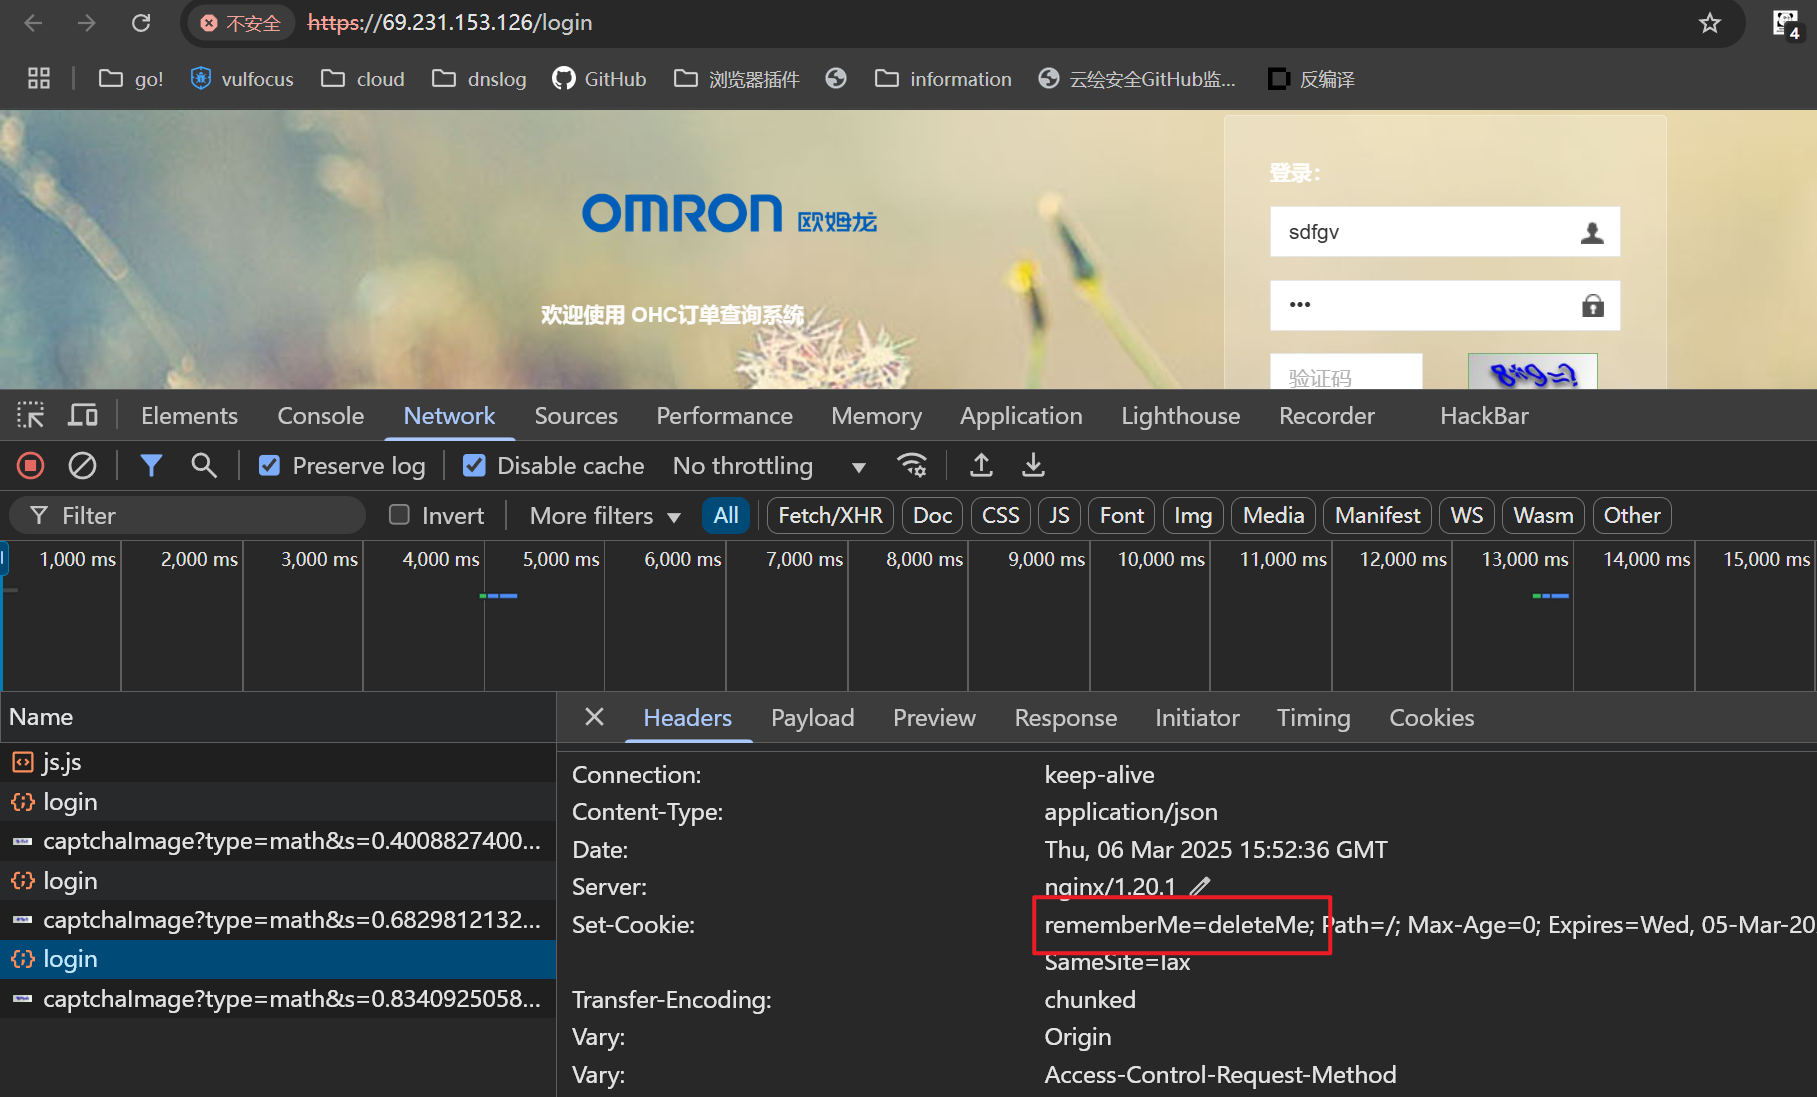 不安全 https://69.231.153.126/login
4
go! vulfocus cloud dnslog GitHub 浏览器插件 information 云绘安全GitHub监... 反编译
登录：
OMRON 欧姆龙
sdfgv
欢迎使用 OHC订单查询系统
•••
验证码 8*9=?
Elements Console Network Sources Performance Memory Application Lighthouse Recorder HackBar
Preserve log Disable cache No throttling
Filter Invert More filters All Fetch/XHR Doc CSS JS Font Img Media Manifest WS Wasm Other
1,000 ms 2,000 ms 3,000 ms 4,000 ms 5,000 ms 6,000 ms 7,000 ms 8,000 ms 9,000 ms 10,000 ms 11,000 ms 12,000 ms 13,000 ms 14,000 ms 15,000 ms
Name
js.js
login
captchaImage?type=math&s=0.4008827400...
login
captchaImage?type=math&s=0.6829812132...
login
captchaImage?type=math&s=0.8340925058...
Headers Payload Preview Response Initiator Timing Cookies
Connection: keep-alive
Content-Type: application/json
Date: Thu, 06 Mar 2025 15:52:36 GMT
Server: nginx/1.20.1
Set-Cookie: rememberMe=deleteMe; Path=/; Max-Age=0; Expires=Wed, 05-Mar-20
SameSite=lax
Transfer-Encoding: chunked
Vary: Origin
Vary: Access-Control-Request-Method